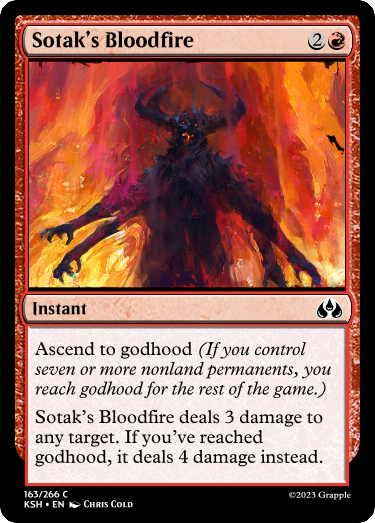 Sotak's Bloodfire 2
Instant
Ascend to godhood (If you control
seven or more nonland permanents, you
reach godhood for the rest of the game.)
Sotak's Bloodfire deals 3 damage to
any target. If you've reached
godhood, it deals 4 damage instead.
163/266 C
KSH • EN Chris Cold
©2023 Grapple